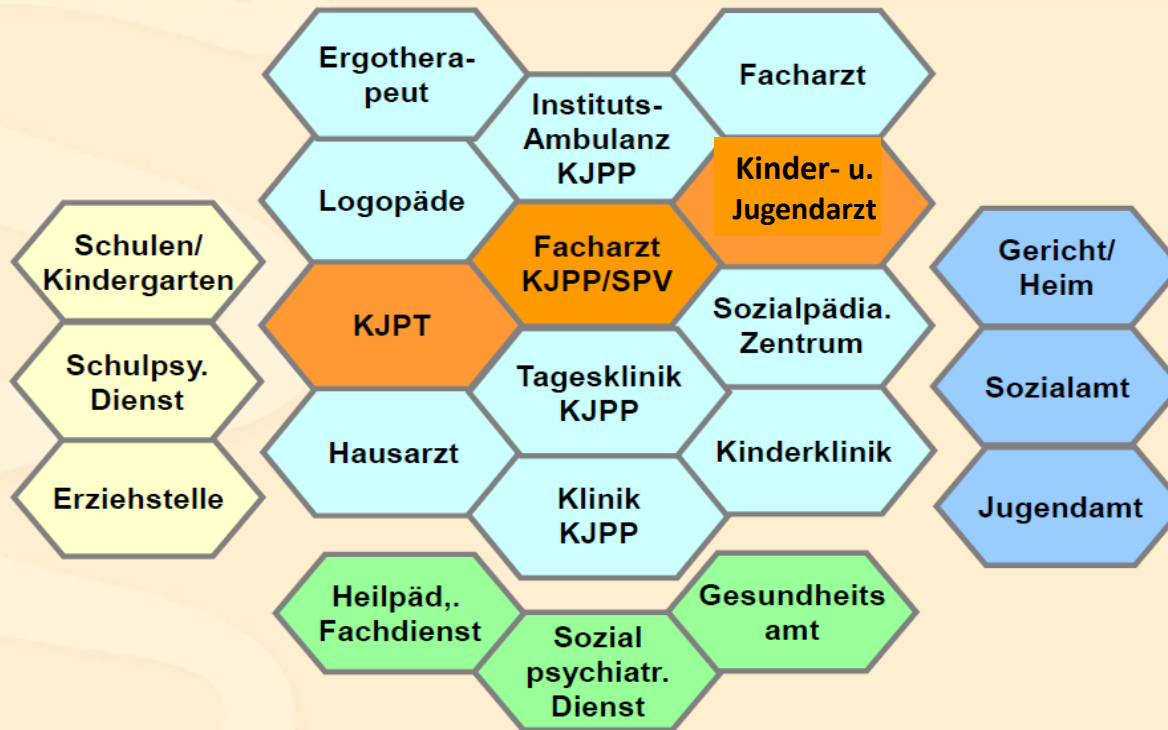 Ergothera-
peut
Instituts-
Ambulanz
KJPP
Facharzt
Logopäde
Kinder- u.
Jugendarzt
Schulen/
Kindergarten
Facharzt
KJPP/SPV
Gericht/
Heim
KJPT
Sozialpädia.
Zentrum
Schulpsy.
Dienst
Tagesklinik
KJPP
Sozialamt
Hausarzt
Kinderklinik
Erziehstelle
Klinik
KJPP
Jugendamt
Heilpäd,.
Fachdienst
Sozial
psychiatr.
Dienst
Gesundheits
amt